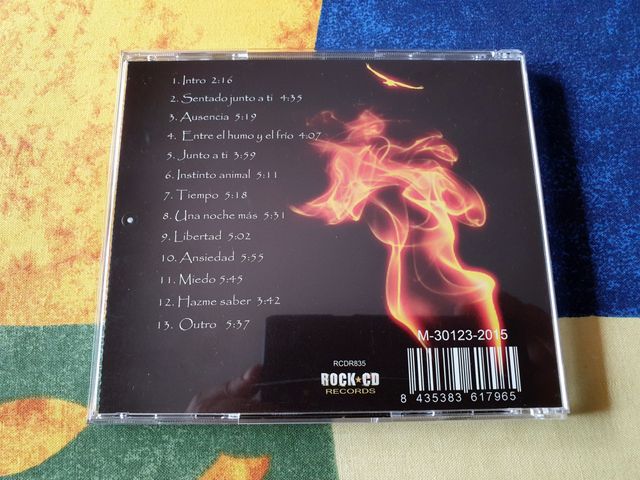 1. Intro 2:16
2. Sentado junto a ti 4:35
3. Ausencia 5:19
4. Entre el humo y el frío 4:07
5. Junto a ti 3:59
6. Instinto animal 5:11
7. Tiempo 5:18
8. Una noche más 5:31
9. Libertad 5:02
10. Ansiedad 5:55
11. Miedo 5:45
12. Hazme saber 3:42
13. Outro 5:37
M-30123-2015
RCDR835
ROCK★CD
RECORDS
8 435383 617965